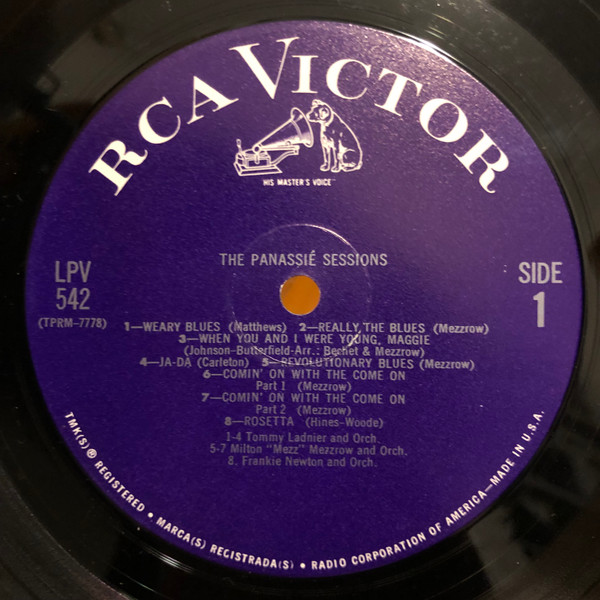 RCA VICTOR
HIS MASTER'S VOICE™
THE PANASSIÉ SESSIONS
LPV
542
(TPRM-7778)
SIDE
1
1—WEARY BLUES (Matthews) 2—REALLY THE BLUES (Mezzrow)
3—WHEN YOU AND I WERE YOUNG, MAGGIE
(Johnson-Butterfield-Arr.: Bechet & Mezzrow)
4—JA-DA (Carleton) 5—REVOLUTIONARY BLUES (Mezzrow)
6—COMIN' ON WITH THE COME ON
Part 1 (Mezzrow)
7—COMIN' ON WITH THE COME ON
Part 2 (Mezzrow)
8—ROSETTA (Hines-Woode)
1-4 Tommy Ladnier and Orch.
5-7 Milton "Mezz" Mezzrow and Orch.
8. Frankie Newton and Orch.
TMK(S) ® REGISTERED • MARCA(S) REGISTRADA(S) • RADIO CORPORATION OF AMERICA—MADE IN U.S.A.